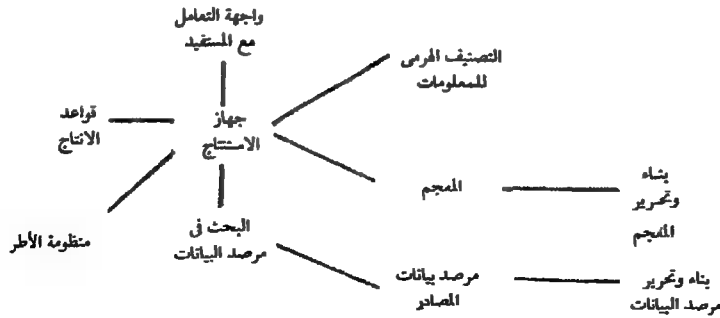 واجهة التعامل
مع المستفيد
التصنيف الهرمى
للمعلومات
قواعد
الانتاج
جهاز
الاستنتاج
المعجم
بناء
وتحرير
المعجم
منظومة الأطر
البحث فى
مرصد البيانات
مرصد بيانات
المصادر
بناء وتحرير
مرصد البيانات